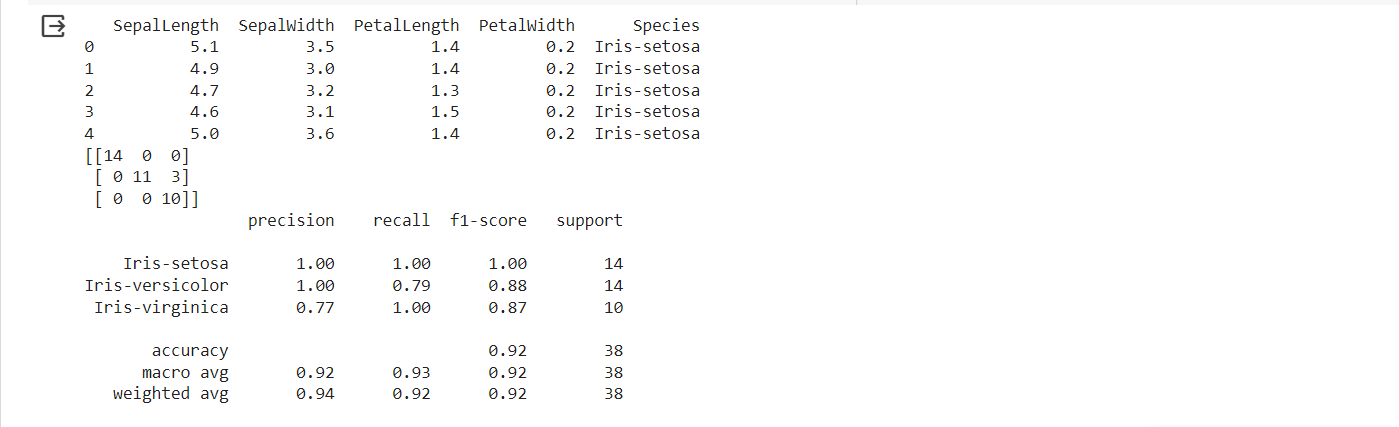 SepalLength SepalWidth PetalLength PetalWidth Species
0 5.1 3.5 1.4 0.2 Iris-setosa
1 4.9 3.0 1.4 0.2 Iris-setosa
2 4.7 3.2 1.3 0.2 Iris-setosa
3 4.6 3.1 1.5 0.2 Iris-setosa
4 5.0 3.6 1.4 0.2 Iris-setosa
[[14 0 0]
[ 0 11 3]
[ 0 0 10]]
precision recall f1-score support
Iris-setosa 1.00 1.00 1.00 14
Iris-versicolor 1.00 0.79 0.88 14
Iris-virginica 0.77 1.00 0.87 10
accuracy 0.92 38
macro avg 0.92 0.93 0.92 38
weighted avg 0.94 0.92 0.92 38